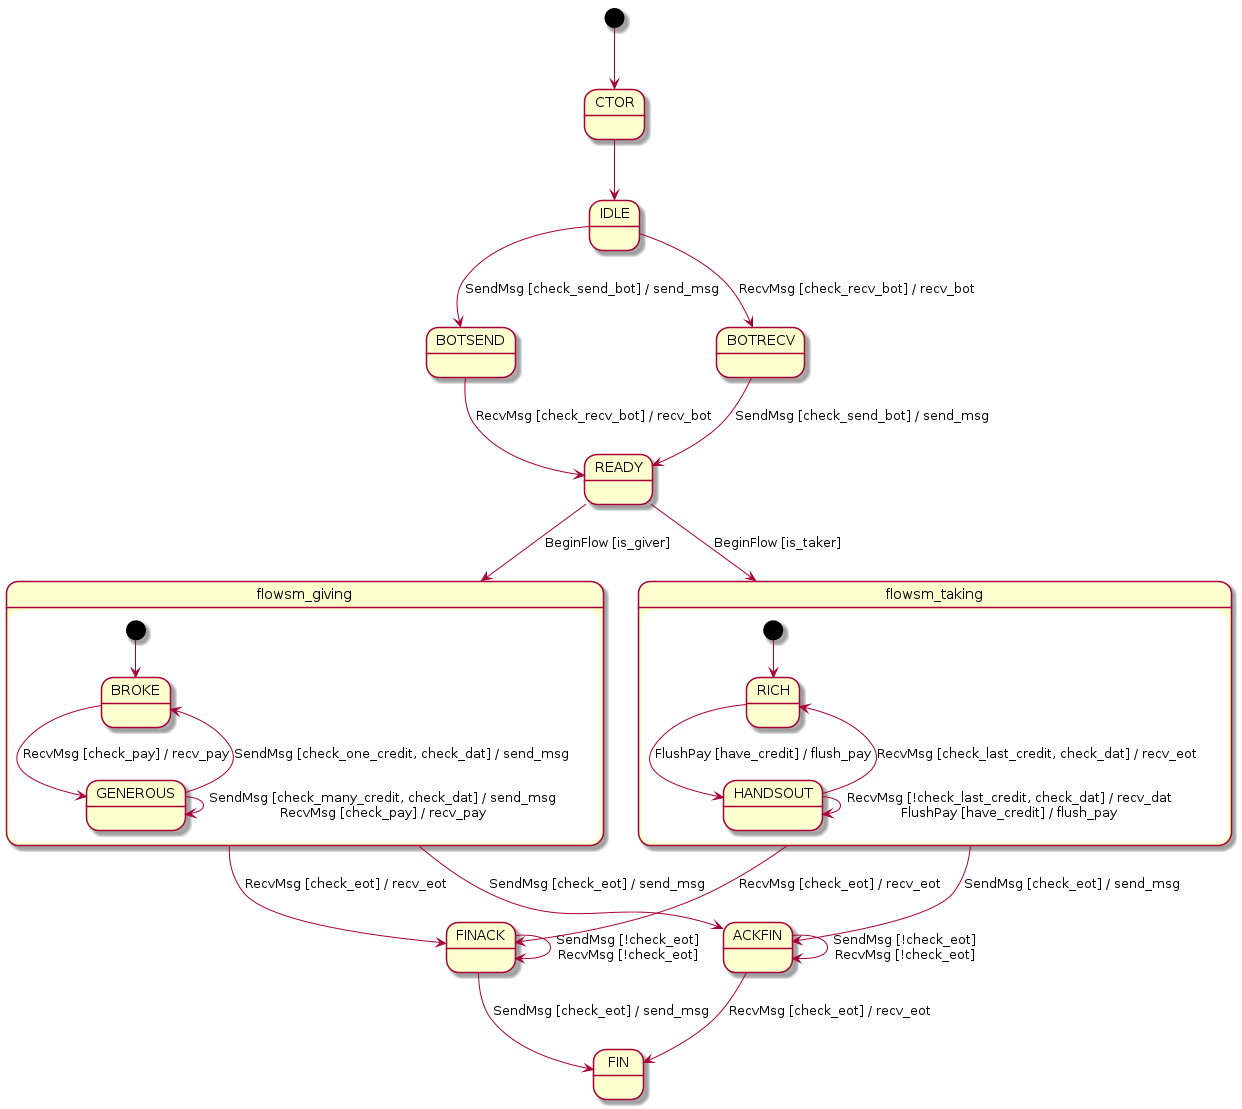 CTOR
IDLE
SendMsg [check_send_bot] / send_msg
RecvMsg [check_recv_bot] / recv_bot
BOTSEND
BOTRECV
RecvMsg [check_recv_bot] / recv_bot
SendMsg [check_send_bot] / send_msg
READY
BeginFlow [is_giver]
BeginFlow [is_taker]
flowsm_giving
flowsm_taking
BROKE
RICH
RecvMsg [check_pay] / recv_pay
SendMsg [check_one_credit, check_dat] / send_msg
FlushPay [have_credit] / flush_pay
RecvMsg [check_last_credit, check_dat] / recv_eot
GENEROUS
SendMsg [check_many_credit, check_dat] / send_msg
RecvMsg [check_pay] / recv_pay
HANDSOUT
RecvMsg [!check_last_credit, check_dat] / recv_dat
FlushPay [have_credit] / flush_pay
RecvMsg [check_eot] / recv_eot
SendMsg [check_eot] / send_msg
RecvMsg [check_eot] / recv_eot
SendMsg [check_eot] / send_msg
FINACK
SendMsg [!check_eot]
RecvMsg [!check_eot]
ACKFIN
SendMsg [!check_eot]
RecvMsg [!check_eot]
SendMsg [check_eot] / send_msg
RecvMsg [check_eot] / recv_eot
FIN